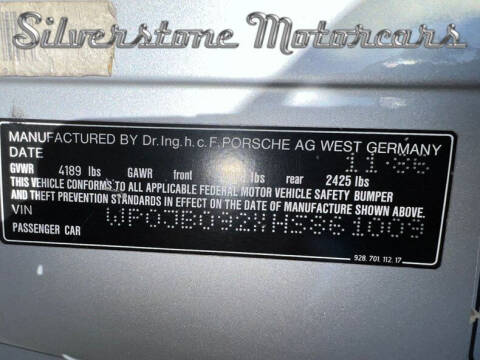 Silverstone Motorcars
MANUFACTURED BY Dr.Ing.h.c.F.PORSCHE AG WEST GERMANY
DATE 11-86
GVWR 4189 lbs GAWR front lbs rear 2425 lbs
THIS VEHICLE CONFORMS TO ALL APPLICABLE FEDERAL MOTOR VEHICLE SAFETY BUMPER
AND THEFT PREVENTION STANDARDS IN EFFECT ON THE DATE OF MANUFACTURE SHOWN ABOVE.
VIN
PASSENGER CAR
928.701.112.17